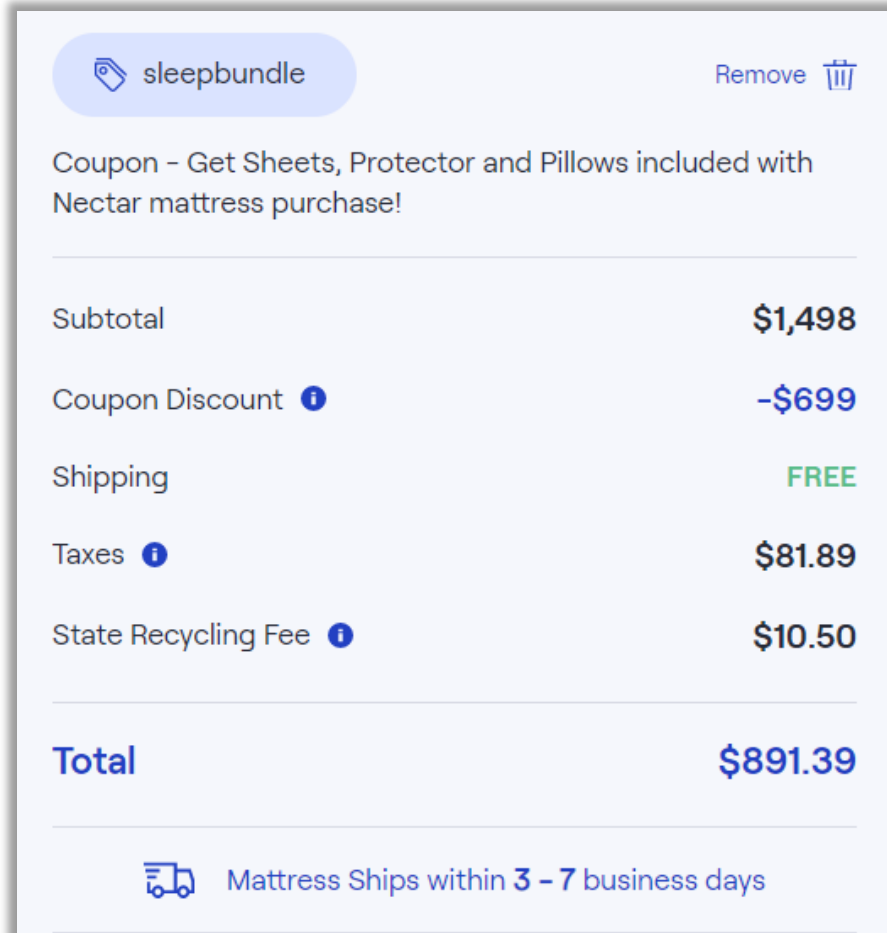 sleepbundle
Remove
Coupon - Get Sheets, Protector and Pillows included with
Nectar mattress purchase!
Subtotal $1,498
Coupon Discount -$699
Shipping FREE
Taxes $81.89
State Recycling Fee $10.50
Total $891.39
Mattress Ships within 3 - 7 business days